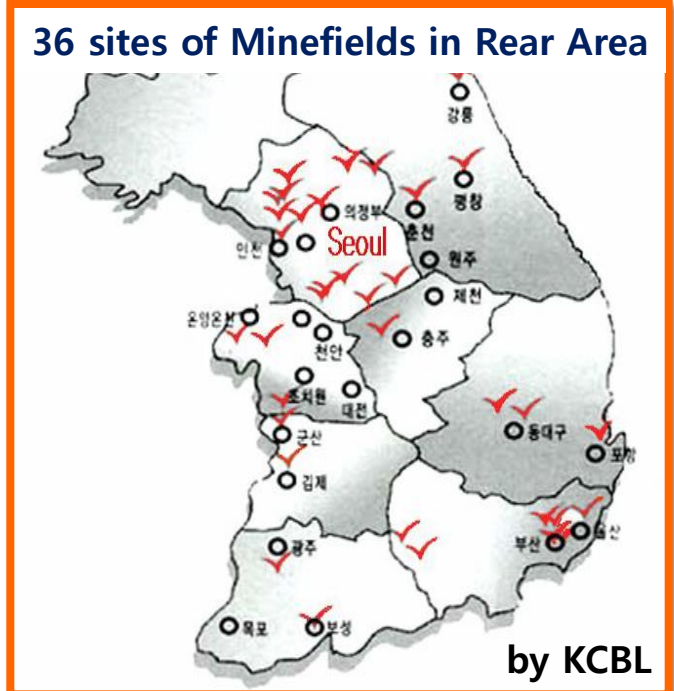 36 sites of Minefields in Rear Area
강릉
평창
의정부
춘천
인천
Seoul
원주
제천
온양온천
천안
충주
조치원
대전
군산
동대구
포항
김제
울산
부산
광주
목포
보성
by KCBL